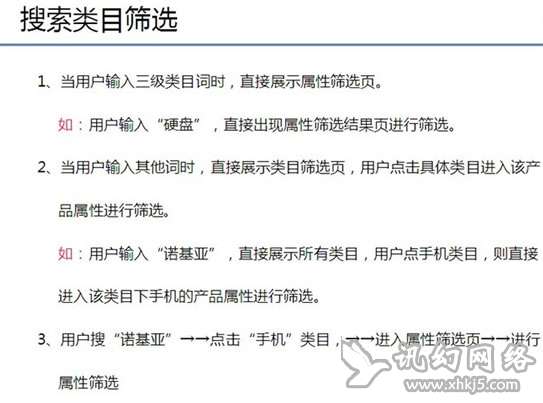 搜索类目筛选
1、当用户输入三级类目词时，直接展示属性筛选页。
如：用户输入“硬盘”，直接出现属性筛选结果页进行筛选。
2、当用户输入其他词时，直接展示类目筛选页，用户点击具体类目进入该产
品属性进行筛选。
如：用户输入“诺基亚”，直接展示所有类目，用户点手机类目，则直接
进入该类目下手机的产品属性进行筛选。
3、用户搜“诺基亚”→→点击“手机”类目，→→进入属性筛选页→→进行
属性筛选
讯幻网络
www.xhkj5.com